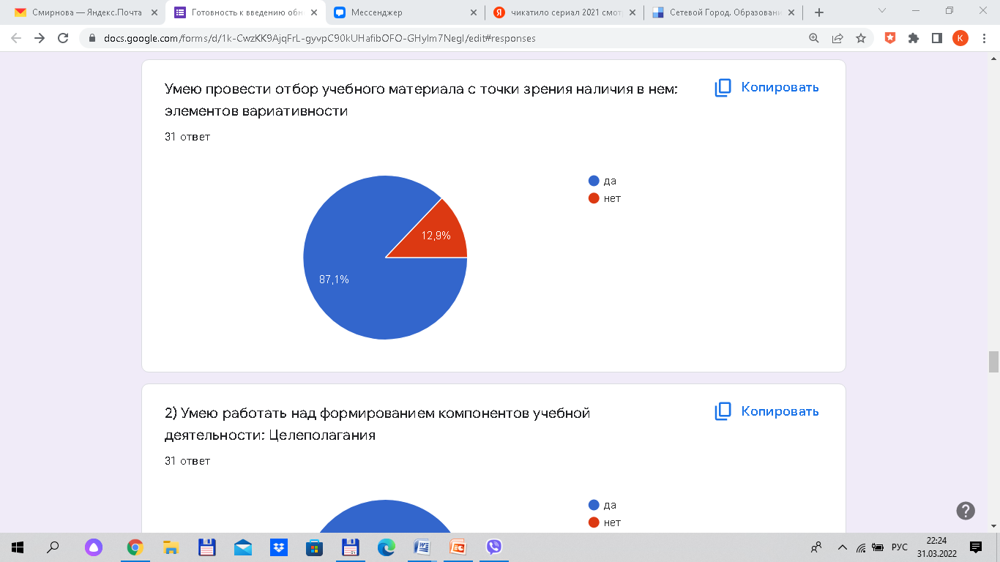 Смирнова — Яндекс.Почта
Готовность к введению обн
Мессенджер
чикатило сериал 2021 смот
Сетевой Город. Образовани
docs.google.com/forms/d/1k-CwzKK9AjqFrL-gyvpC90kUHafibOFO-GHyIm7NegI/edit#responses
К
Умею провести отбор учебного материала с точки зрения наличия в нем:
элементов вариативности
Копировать
31 ответ
да
нет
12,9%
87,1%
2) Умею работать над формированием компонентов учебной
деятельности: Целеполагания
Копировать
31 ответ
да
нет
РУС
22:24
31.03.2022